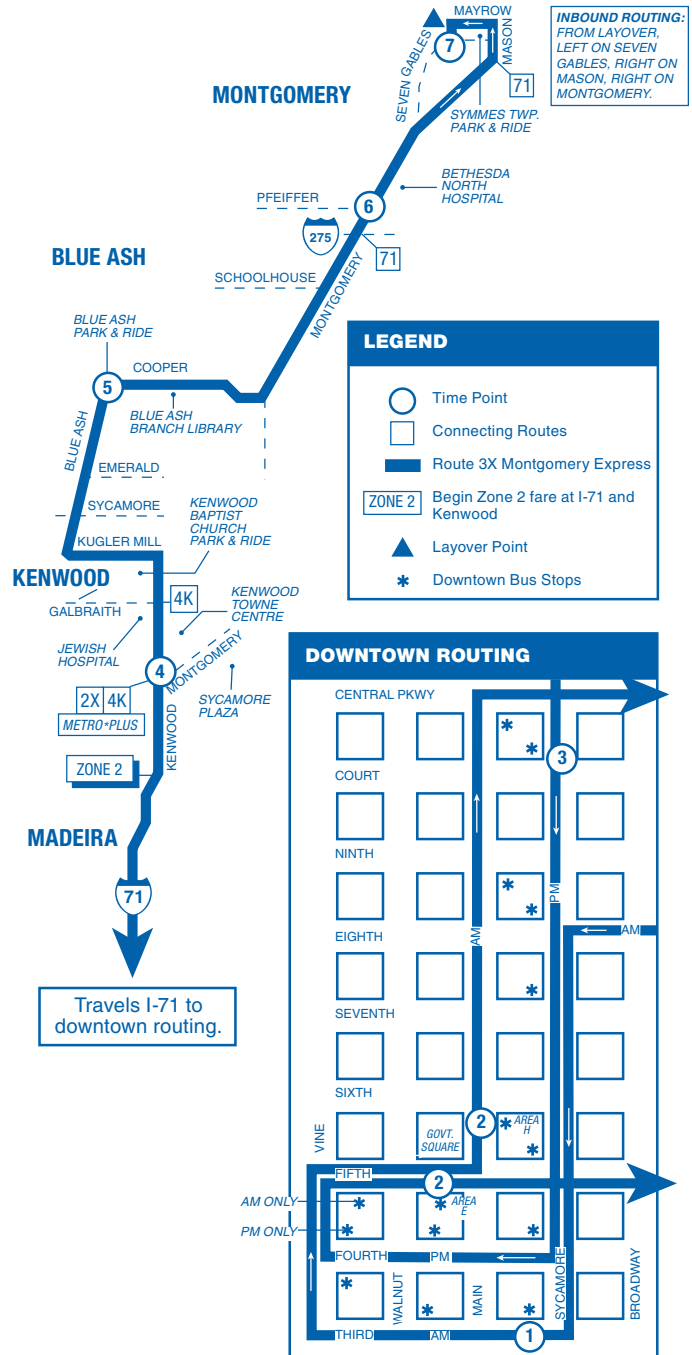 MAYROW
7
SEVEN GABLES
MASON
INBOUND ROUTING:
FROM LAYOVER,
LEFT ON SEVEN
GABLES, RIGHT ON
MASON, RIGHT ON
MONTGOMERY.
MONTGOMERY
71
SYMMES TWP.
PARK & RIDE
BETHESDA
NORTH
HOSPITAL
PFEIFFER
6
275
71
BLUE ASH
SCHOOLHOUSE
MONTGOMERY
BLUE ASH
PARK & RIDE
COOPER
5
BLUE ASH
BRANCH LIBRARY
BLUE ASH
EMERALD
SYCAMORE
KENWOOD
BAPTIST
CHURCH
PARK & RIDE
KUGLER MILL
KENWOOD
4K
GALBRAITH
KENWOOD
TOWNE
CENTRE
JEWISH
HOSPITAL
4
MONTGOMERY
2X 4K
METRO*PLUS
SYCAMORE
PLAZA
KENWOOD
ZONE 2
MADEIRA
71
Travels I-71 to
downtown routing.
LEGEND
Time Point
Connecting Routes
Route 3X Montgomery Express
ZONE 2 Begin Zone 2 fare at I-71 and
Kenwood
Layover Point
* Downtown Bus Stops
DOWNTOWN ROUTING
CENTRAL PKWY
* *
3
COURT
NINTH
* *
PM
AM
EIGHTH
AM
*
SEVENTH
SIXTH
VINE
GOVT.
SQUARE
2
* AREA
H
*
FIFTH
2
AM ONLY
* * AREA
E
PM ONLY
* * *
FOURTH
PM
* * *
WALNUT
MAIN
SYCAMORE
BROADWAY
THIRD
AM
1